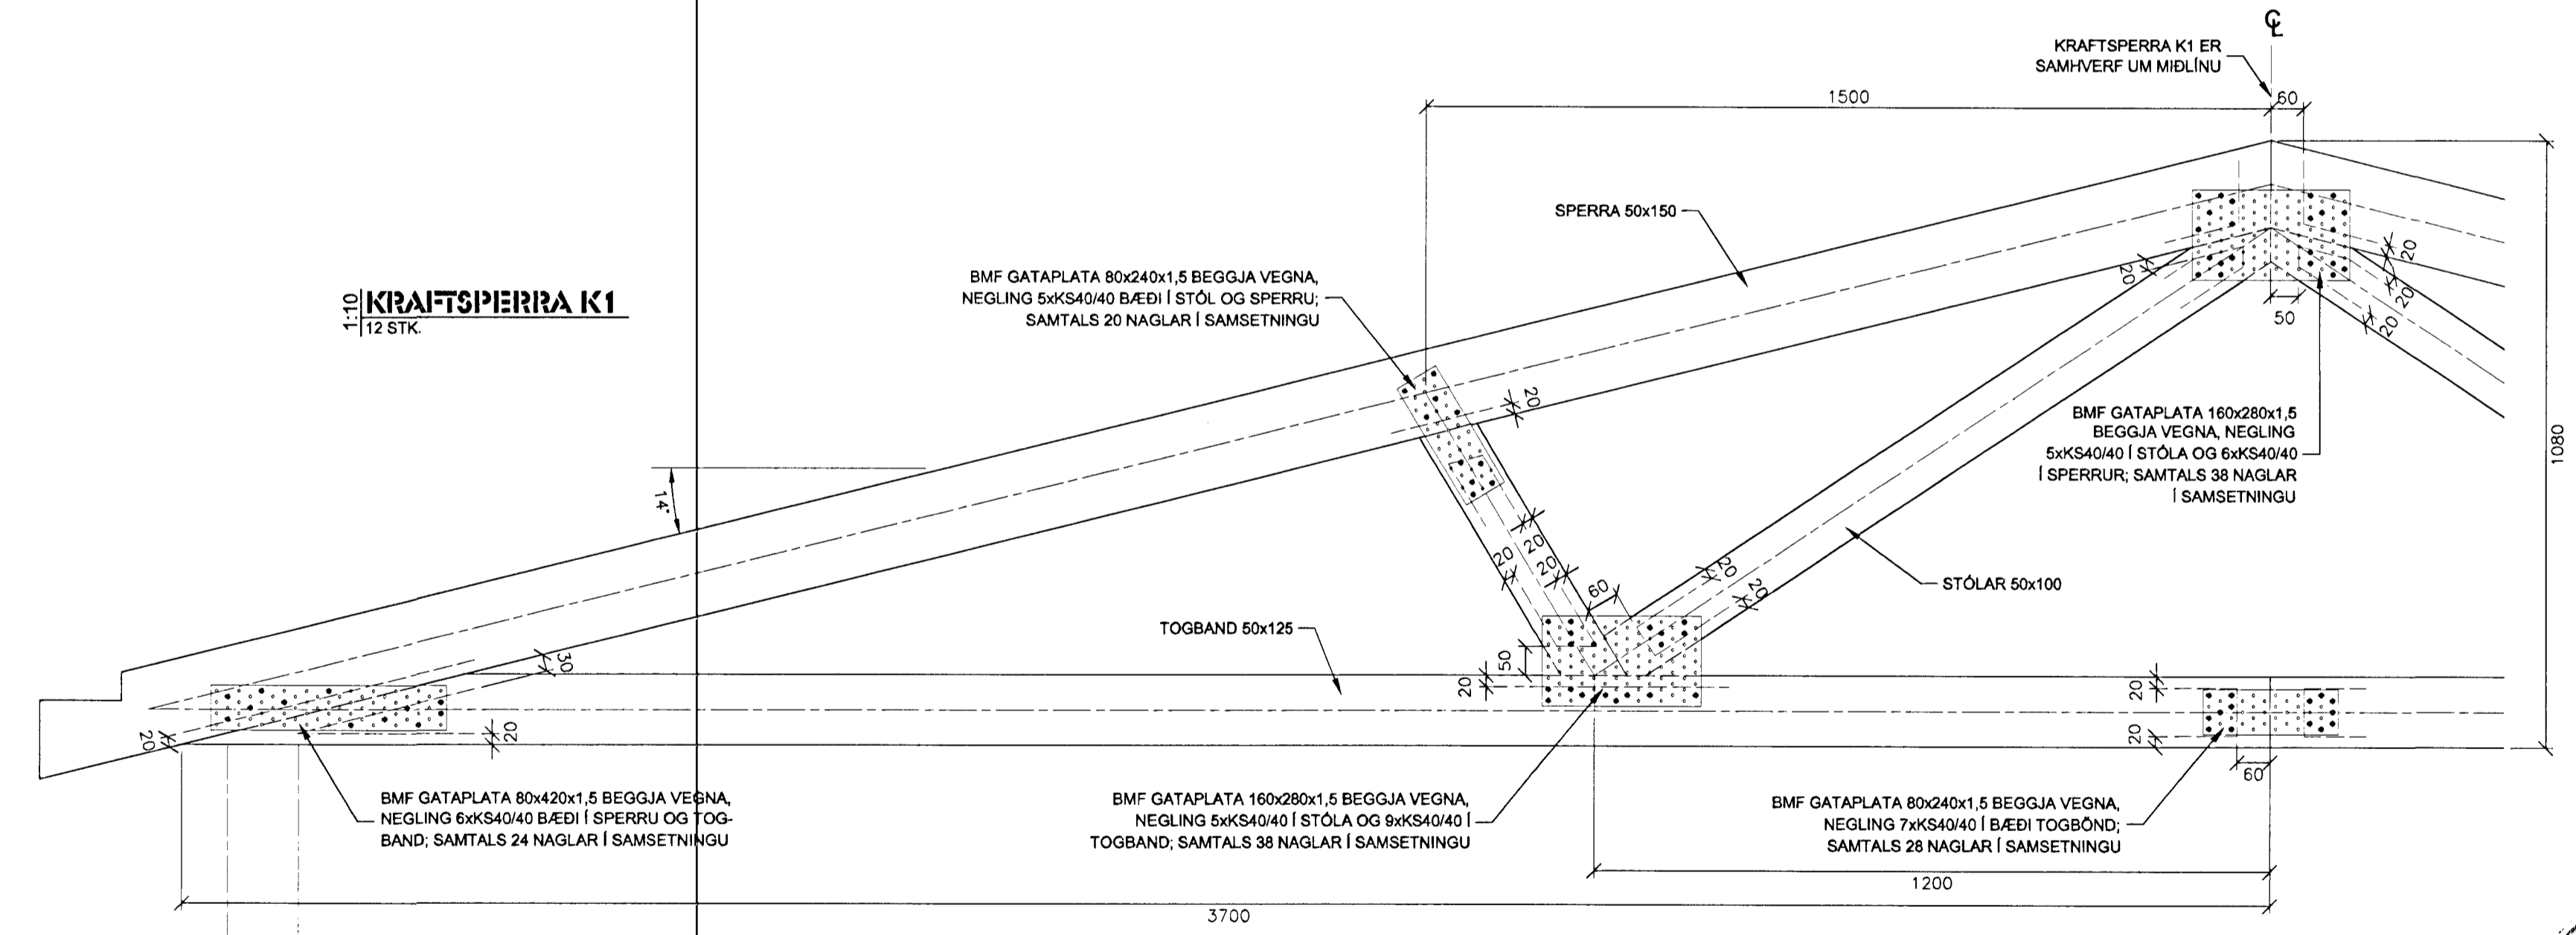 ℄
KRAFTSPERRA K1 ER
SAMHVERF UM MIÐLÍNU
1500
60
SPERRA 50x150
BMF GATAPLATA 80x240x1,5 BEGGJA VEGNA,
NEGLING 5xKS40/40 BÆÐI Í STÓL OG SPERRU;
SAMTALS 20 NAGLAR Í SAMSETNINGU
1:10
KRAFTSPERRA K1
12 STK.
20
20
20
20
50
20
BMF GATAPLATA 160x280x1,5
BEGGJA VEGNA, NEGLING
5xKS40/40 Í STÓLA OG 6xKS40/40
Í SPERRUR; SAMTALS 38 NAGLAR
Í SAMSETNINGU
1080
14°
20
20
20
60
20
20
STÓLAR 50x100
TOGBAND 50x125
30
50
20
20
20
20
20
60
BMF GATAPLATA 80x420x1,5 BEGGJA VEGNA,
NEGLING 6xKS40/40 BÆÐI Í SPERRU OG TOG-
BAND; SAMTALS 24 NAGLAR Í SAMSETNINGU
BMF GATAPLATA 160x280x1,5 BEGGJA VEGNA,
NEGLING 5xKS40/40 Í STÓLA OG 9xKS40/40 Í
TOGBAND; SAMTALS 38 NAGLAR Í SAMSETNINGU
BMF GATAPLATA 80x240x1,5 BEGGJA VEGNA,
NEGLING 7xKS40/40 Í BÆÐI TOGBÖND;
SAMTALS 28 NAGLAR Í SAMSETNINGU
1200
3700